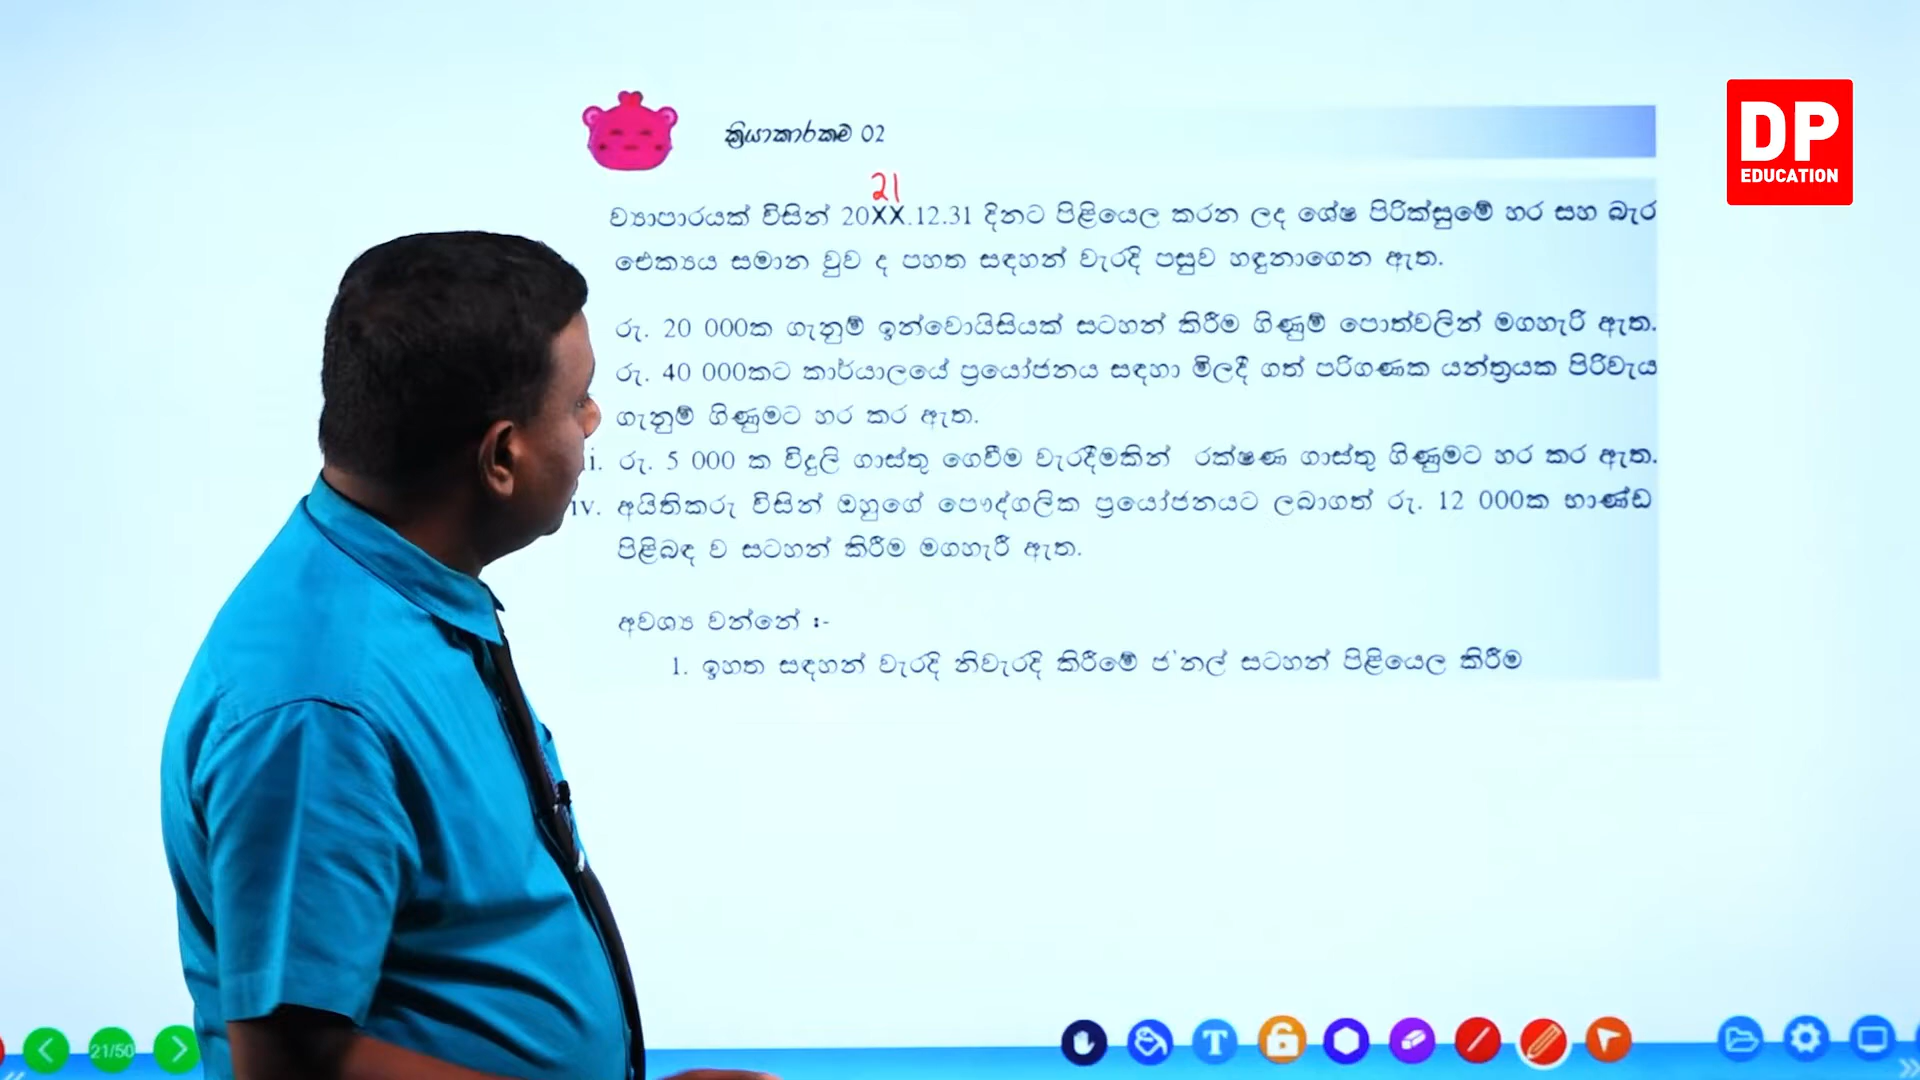 DP
EDUCATION
ක්‍රියාකාරකම 02
21
ව්‍යාපාරයක් විසින් 20XX.12.31 දිනට පිළියෙල කරන ලද ශේෂ පිරික්සුමේ හර සහ බැර
ඓක්‍යය සමාන වුව ද පහත සඳහන් වැරදි පසුව හඳුනාගෙන ඇත.
රු. 20 000ක ගැනුම් ඉන්වොයිසියක් සටහන් කිරීම ගිණුම් පොත්වලින් මගහැරී ඇත.
රු. 40 000කට කාර්යාලයේ ප්‍රයෝජනය සඳහා මිලදී ගත් පරිගණක යන්ත්‍රයක පිරිවැය
ගැනුම් ගිණුමට හර කර ඇත.
ii. රු. 5 000 ක විදුලි ගාස්තු ගෙවීම වැරදීමකින් රක්ෂණ ගාස්තු ගිණුමට හර කර ඇත.
iv. අයිතිකරු විසින් ඔහුගේ පෞද්ගලික ප්‍රයෝජනයට ලබාගත් රු. 12 000ක භාණ්ඩ
පිළිබඳ ව සටහන් කිරීම මගහැරී ඇත.
අවශ්‍ය වන්නේ :-
1. ඉහත සඳහන් වැරදි නිවැරදි කිරීමේ ජ'නල් සටහන් පිළියෙල කිරීම
21/50
T